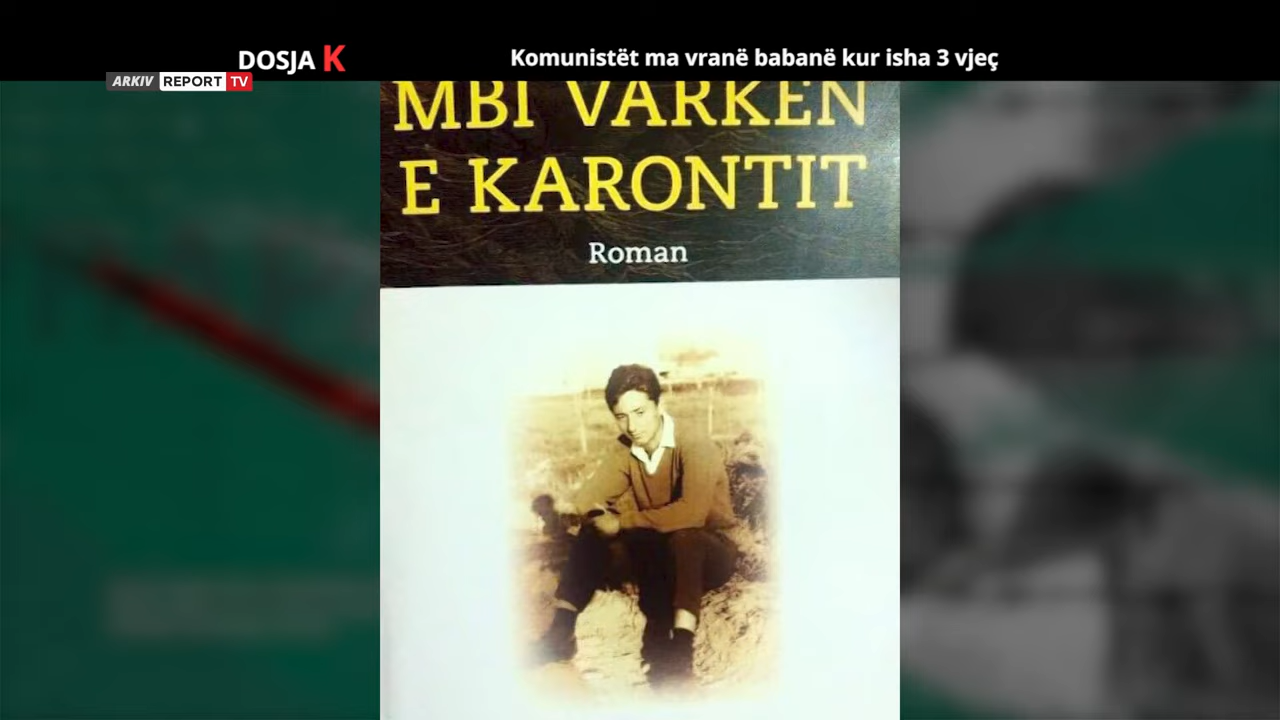 DOSJA K
Komunistët ma vranë babanë kur isha 3 vjeç
ARKIV REPORT TV
MBI VARKËN
E KARONTIT
Roman